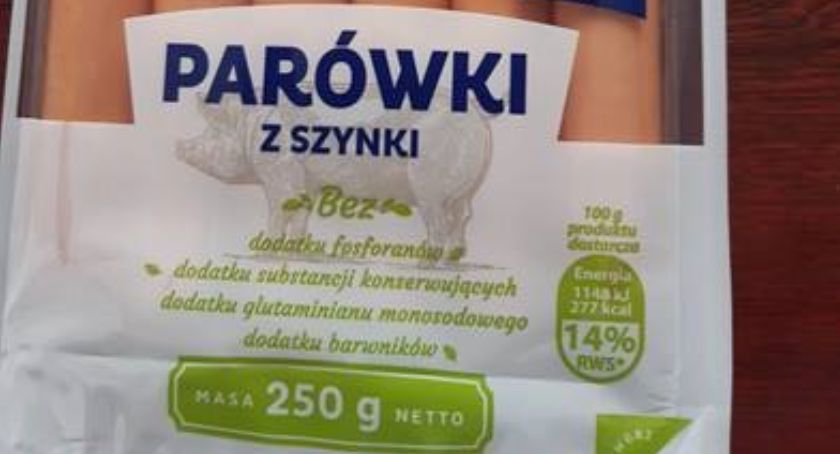 PARÓWKI
Z SZYNKI
Bez
dodatku fosforanów
dodatku substancji konserwujących
dodatku glutaminianu monosodowego
dodatku barwników
100 g
produktu
dostarcza
Energia
1148 kJ
277 kcal
14%
RWS*
MASA 250 g NETTO